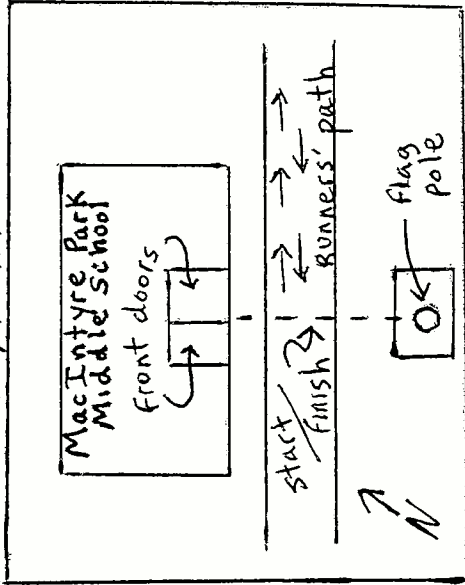 MacIntyre Park
Middle School
front doors
start/
finish
Runners' path
flag
pole
N